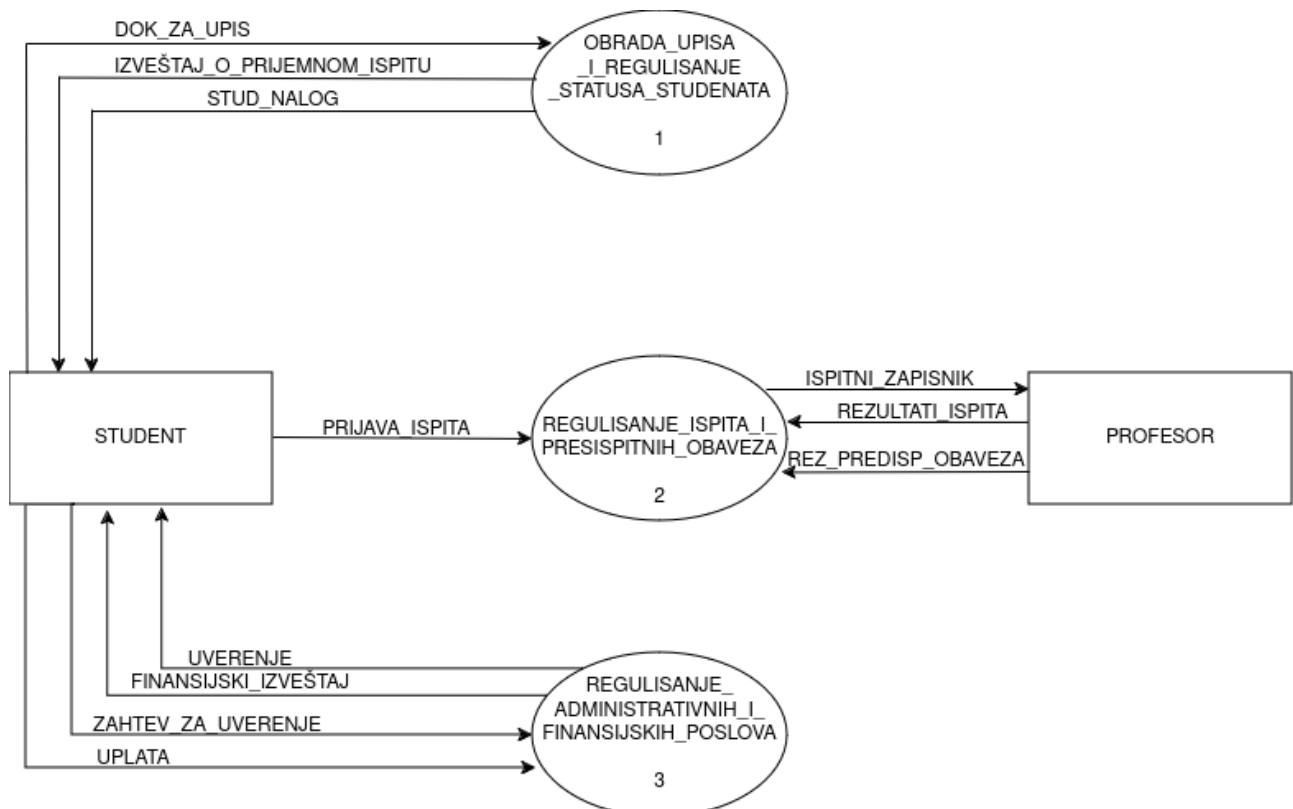 DOK_ZA_UPIS
IZVEŠTAJ_O_PRIJEMNOM_ISPITU
STUD_NALOG
OBRADA_UPISA
_I_REGULISANJE
_STATUSA_STUDENATA
1
STUDENT
PRIJAVA_ISPITA
REGULISANJE_ISPITA_I_
PRESISPITNIH_OBAVEZA
2
ISPITNI_ZAPISNIK
REZULTATI_ISPITA
REZ_PREDISP_OBAVEZA
PROFESOR
UVERENJE
FINANSIJSKI_IZVEŠTAJ
ZAHTEV_ZA_UVERENJE
UPLATA
REGULISANJE_
ADMINISTRATIVNIH_I_
FINANSIJSKIH_POSLOVA
3